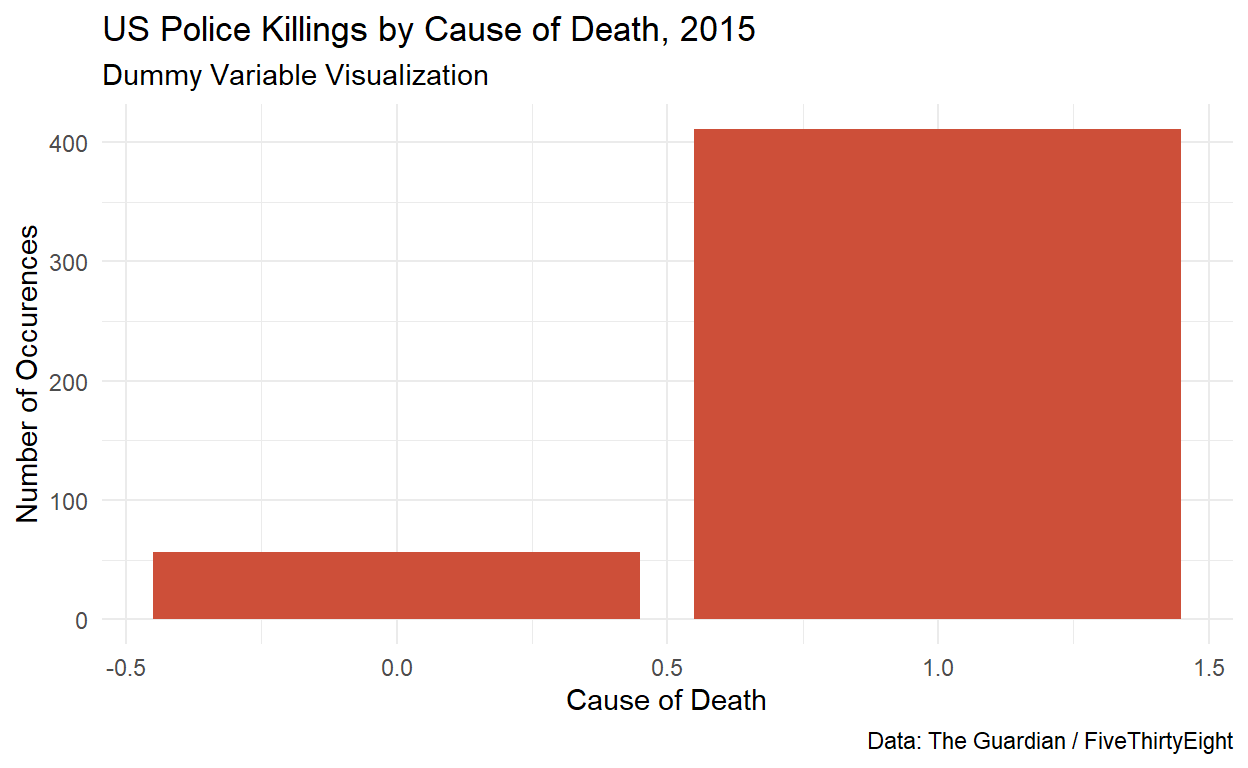 US Police Killings by Cause of Death, 2015
Dummy Variable Visualization
400
300
200
100
0
Number of Occurences
-0.5
0.0
0.5
1.0
1.5
Cause of Death
Data: The Guardian / FiveThirtyEight